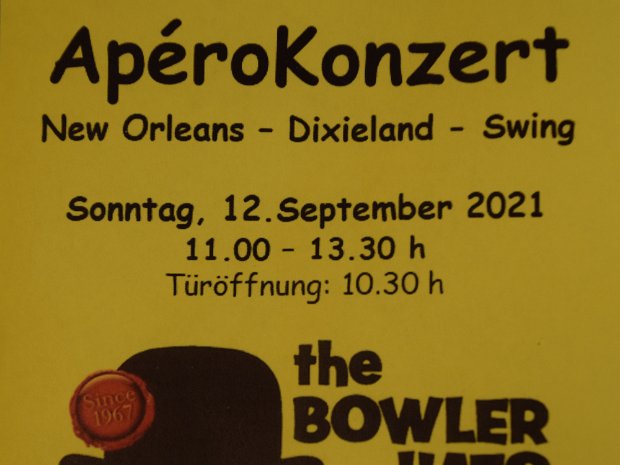 ApéroKonzert
New Orleans – Dixieland – Swing
Sonntag, 12.September 2021
11.00 – 13.30 h
Türöffnung: 10.30 h
Since
1967
the
BOWLER
HATS